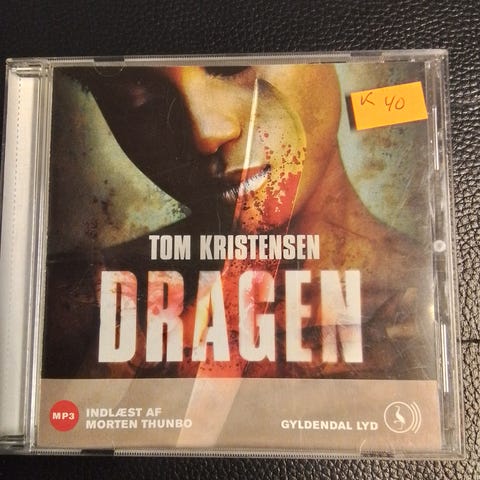 K 40
TOM KRISTENSEN
DRAGEN
MP3
INDLÆST AF
MORTEN THUNBO
GYLDENDAL LYD